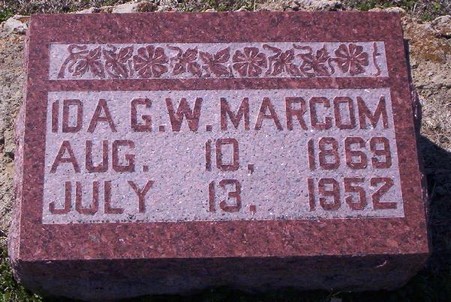 IDA G.W. MARCOM
AUG. 10, 1869
JULY 13, 1952